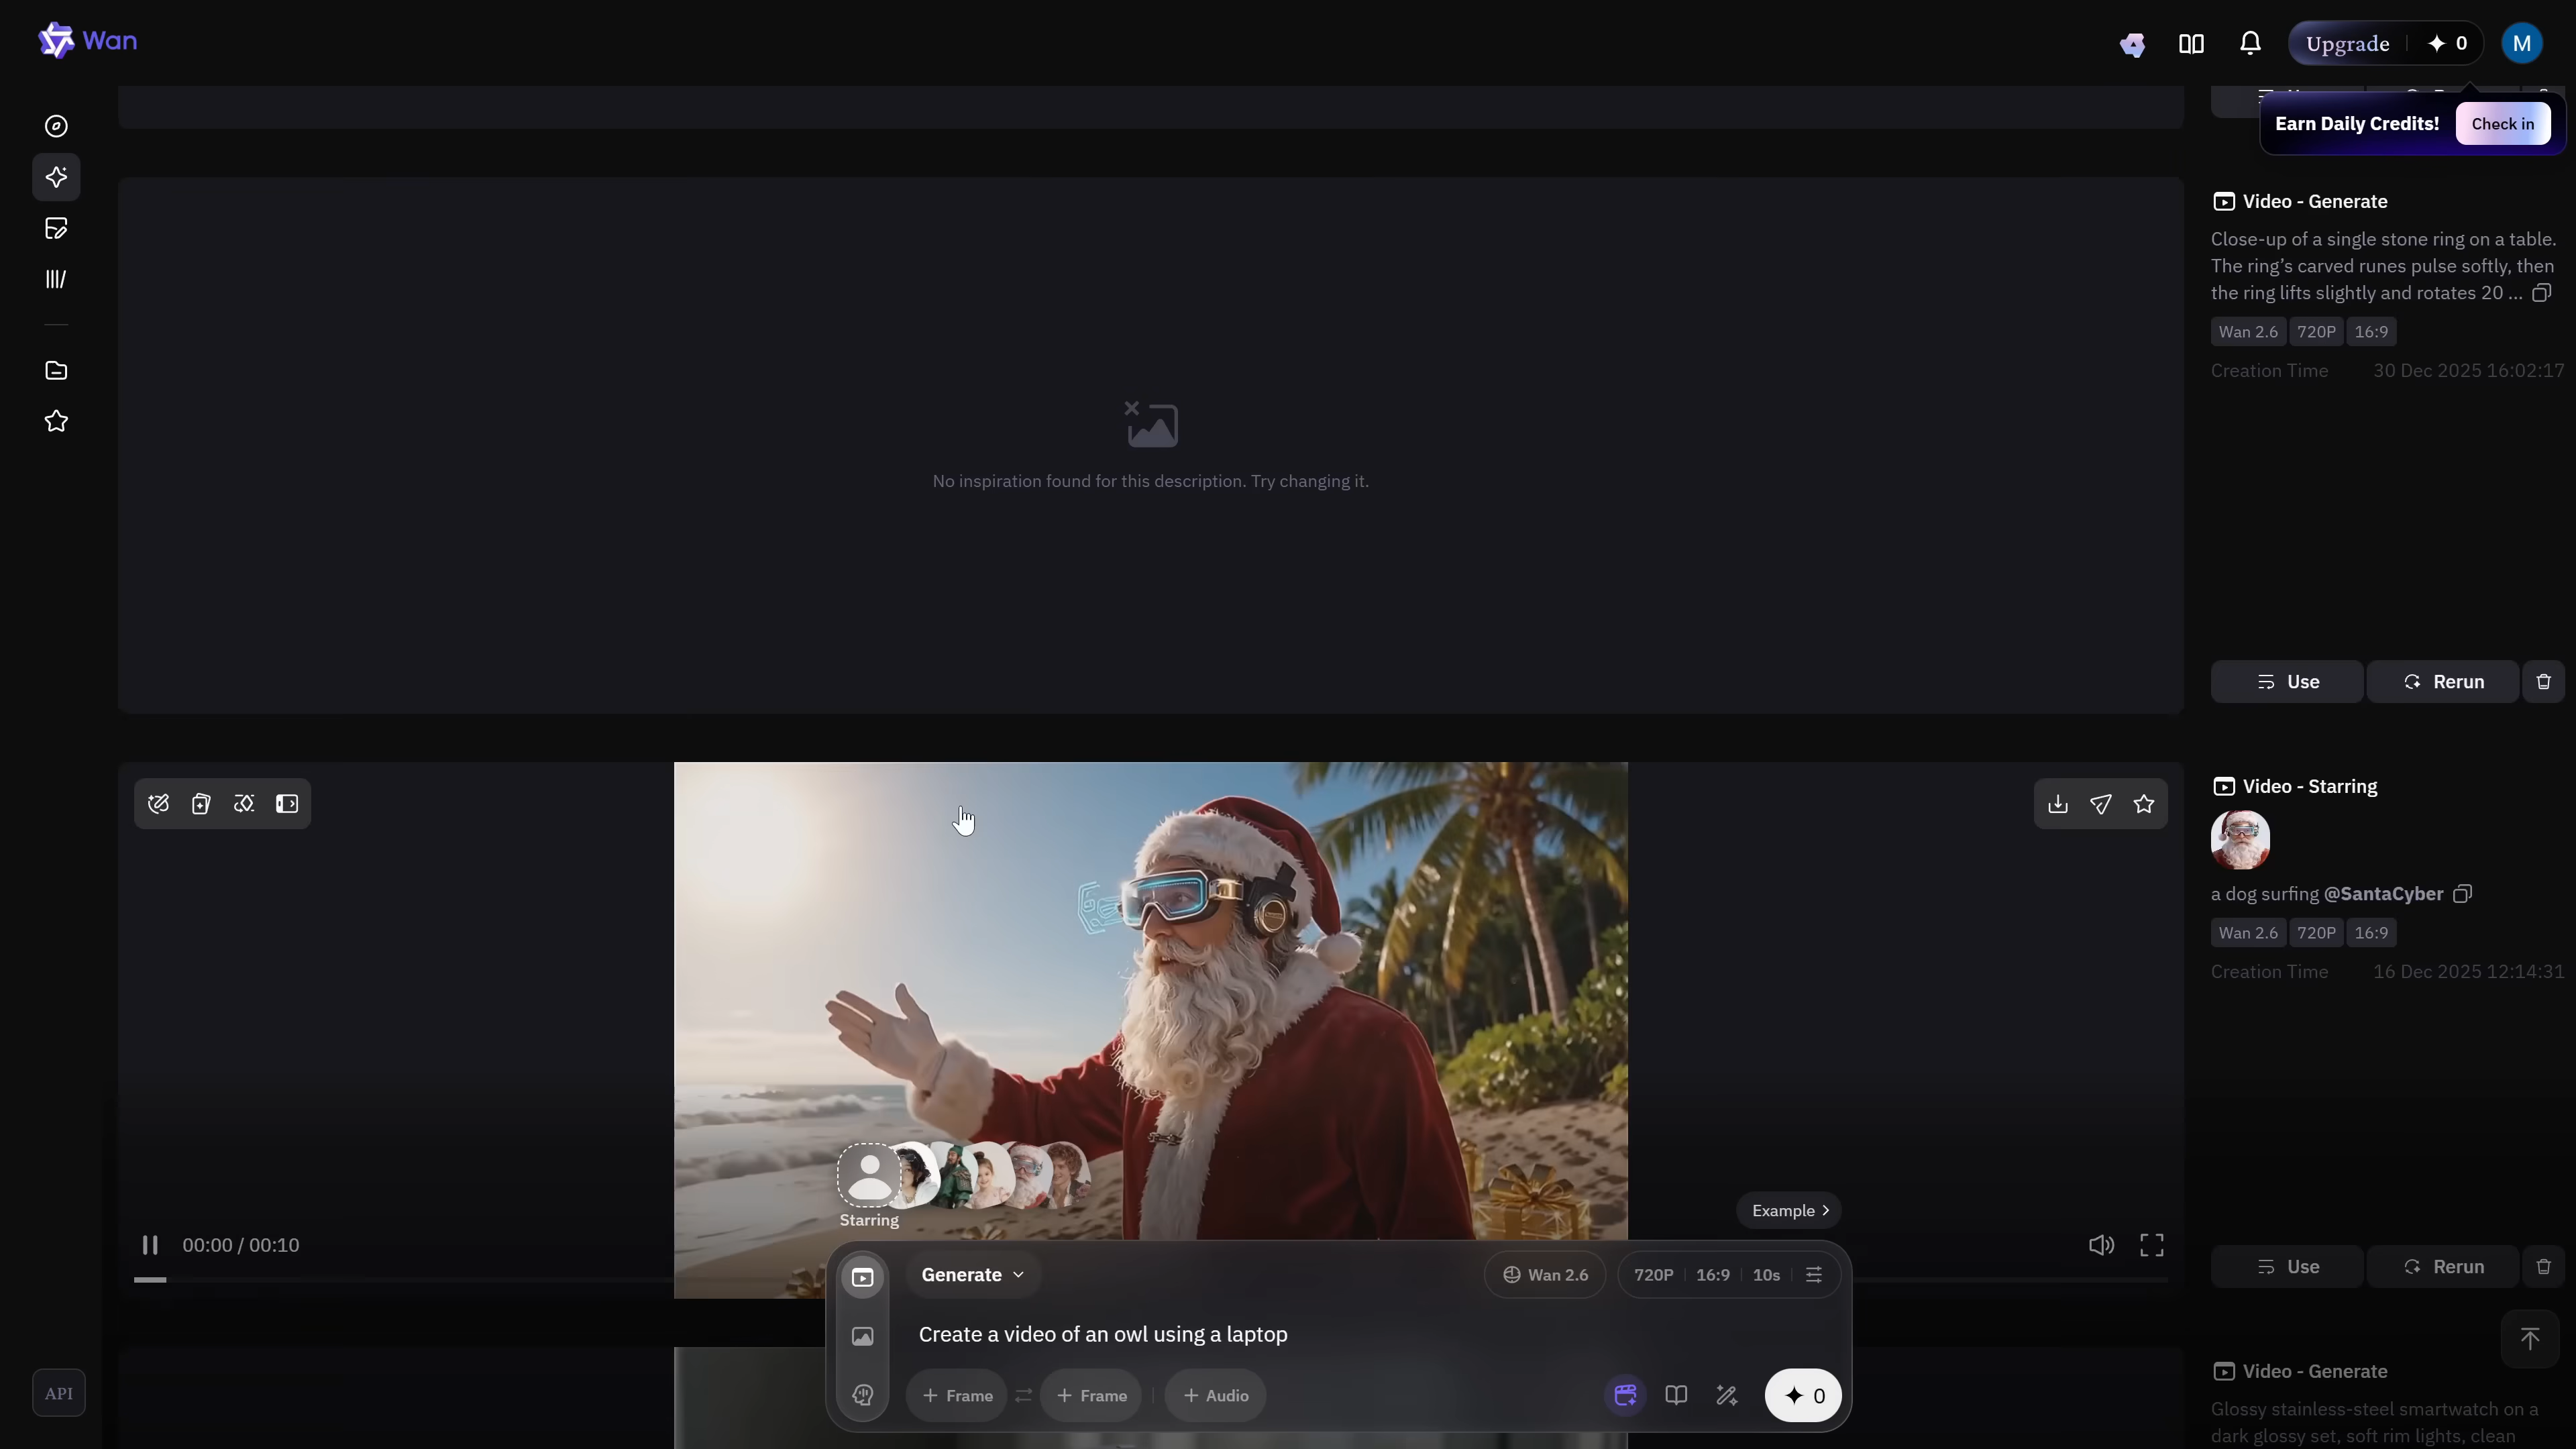 Wan
Upgrade
0
M
Earn Daily Credits!
Check in
Video - Generate
Close-up of a single stone ring on a table.
The ring’s carved runes pulse softly, then
the ring lifts slightly and rotates 20 ...
Wan 2.6
720P
16:9
Creation Time
30 Dec 2025 16:02:17
No inspiration found for this description. Try changing it.
Use
Rerun
Video - Starring
a dog surfing @SantaCyber
Wan 2.6
720P
16:9
Creation Time
16 Dec 2025 12:14:31
Starring
Example
00:00 / 00:10
Use
Rerun
Generate
Wan 2.6
720P
16:9
10s
Create a video of an owl using a laptop
Frame
Frame
Audio
0
API
Video - Generate
Glossy stainless-steel smartwatch on a
dark glossy set, soft rim lights, clean